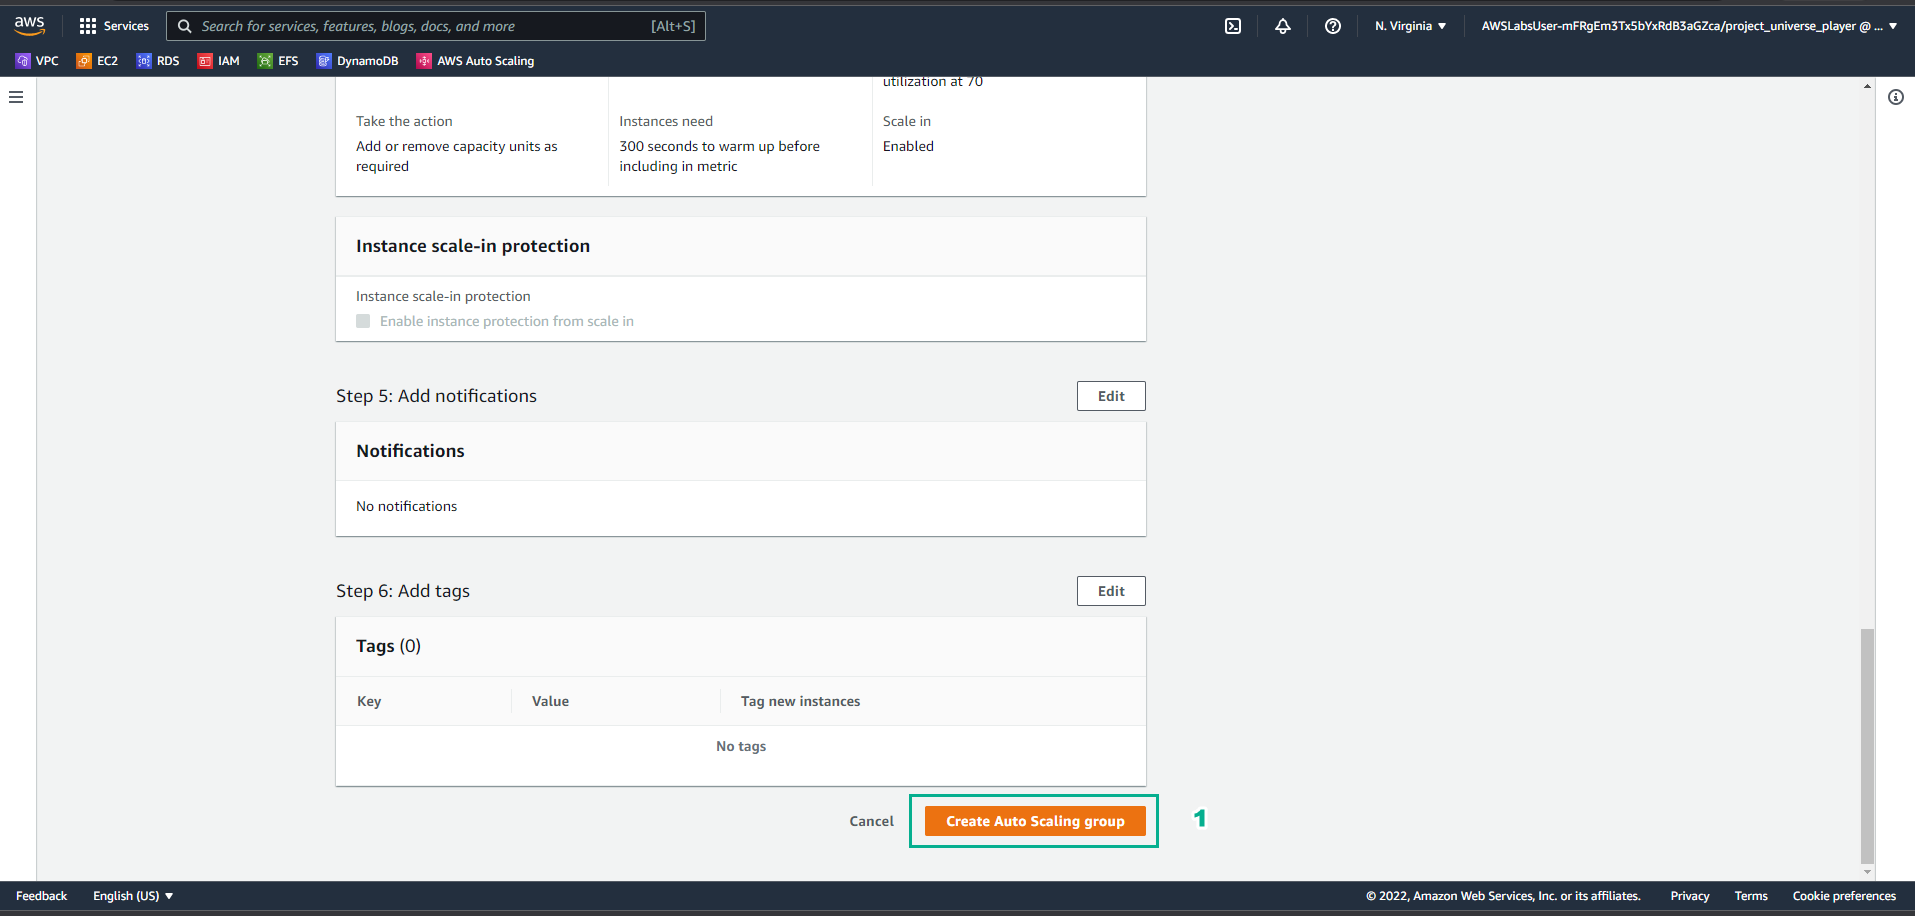 aws
Services
Search for services, features, blogs, docs, and more
[Alt+S]
N. Virginia
AWSLabsUser-mFRgEm3Tx5bYxRdB3aGZca/project_universe_player @ ...
VPC
EC2
RDS
IAM
EFS
DynamoDB
AWS Auto Scaling
utilization at 70
Take the action
Add or remove capacity units as
required
Instances need
300 seconds to warm up before
including in metric
Scale in
Enabled
Instance scale-in protection
Instance scale-in protection
Enable instance protection from scale in
Step 5: Add notifications
Edit
Notifications
No notifications
Step 6: Add tags
Edit
Tags (0)
Key
Value
Tag new instances
No tags
Cancel
Create Auto Scaling group
1
Feedback
English (US)
© 2022, Amazon Web Services, Inc. or its affiliates.
Privacy
Terms
Cookie preferences